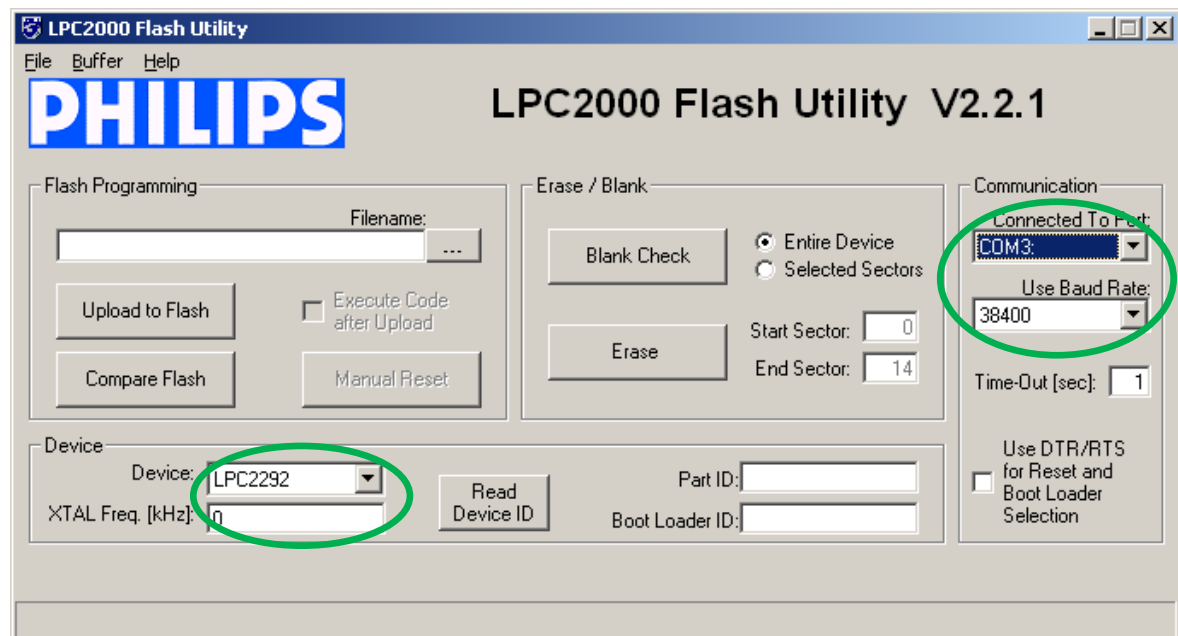 LPC2000 Flash Utility
File Buffer Help
PHILIPS
LPC2000 Flash Utility V2.2.1
Flash Programming
Filename:
...
Upload to Flash
Execute Code
after Upload
Compare Flash
Manual Reset
Erase / Blank
Blank Check
Entire Device
Selected Sectors
Erase
Start Sector: 0
End Sector: 14
Communication
Connected To Port:
COM3:
Use Baud Rate:
38400
Time-Out [sec]: 1
Use DTR/RTS
for Reset and
Boot Loader
Selection
Device
Device: LPC2292
XTAL Freq. [kHz]: 0
Read
Device ID
Part ID:
Boot Loader ID: